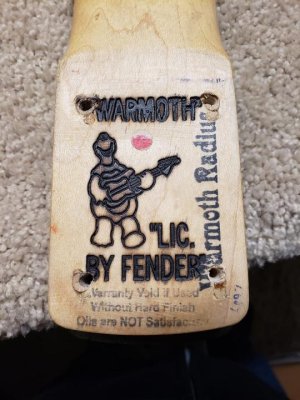 "WARMOTH"
"LIC.
BY FENDER"
Warmoth Radius
Warranty Void if Used
Without Hard Finish
Oils are NOT Satisfactory